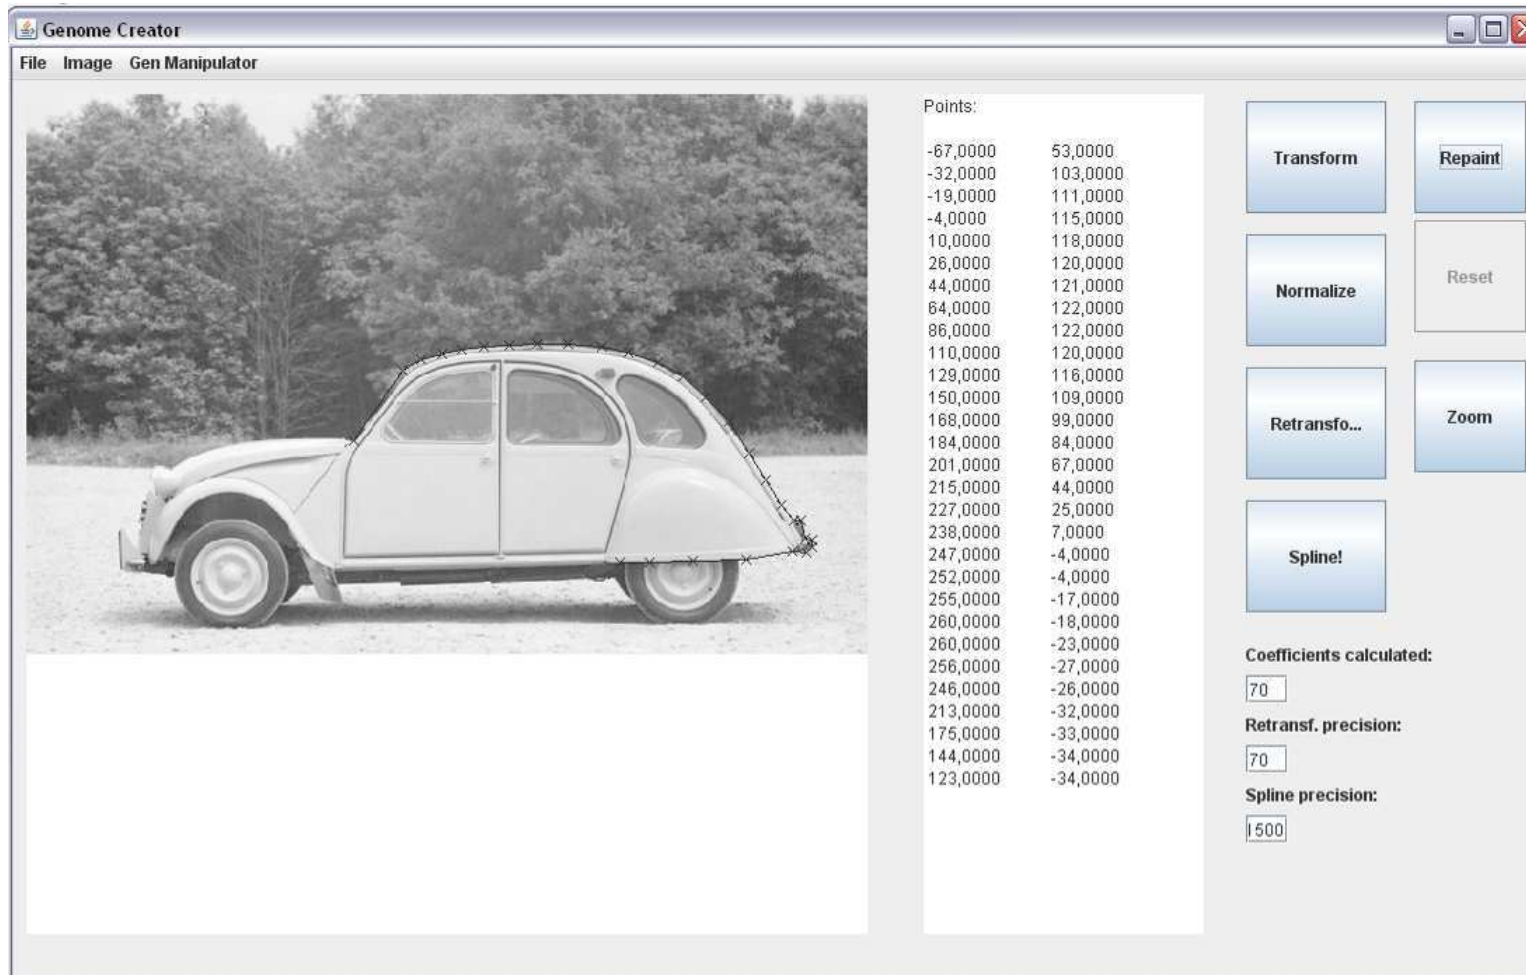 Genome Creator
File Image Gen Manipulator
Points:
-67,0000 53,0000
-32,0000 103,0000
-19,0000 111,0000
-4,0000 115,0000
10,0000 118,0000
26,0000 120,0000
44,0000 121,0000
64,0000 122,0000
86,0000 122,0000
110,0000 120,0000
129,0000 116,0000
150,0000 109,0000
168,0000 99,0000
184,0000 84,0000
201,0000 67,0000
215,0000 44,0000
227,0000 25,0000
238,0000 7,0000
247,0000 -4,0000
252,0000 -4,0000
255,0000 -17,0000
260,0000 -18,0000
260,0000 -23,0000
256,0000 -27,0000
246,0000 -26,0000
213,0000 -32,0000
175,0000 -33,0000
144,0000 -34,0000
123,0000 -34,0000
Transform
Repaint
Normalize
Reset
Retransfo...
Zoom
Spline!
Coefficients calculated:
70
Retransf. precision:
70
Spline precision:
1500